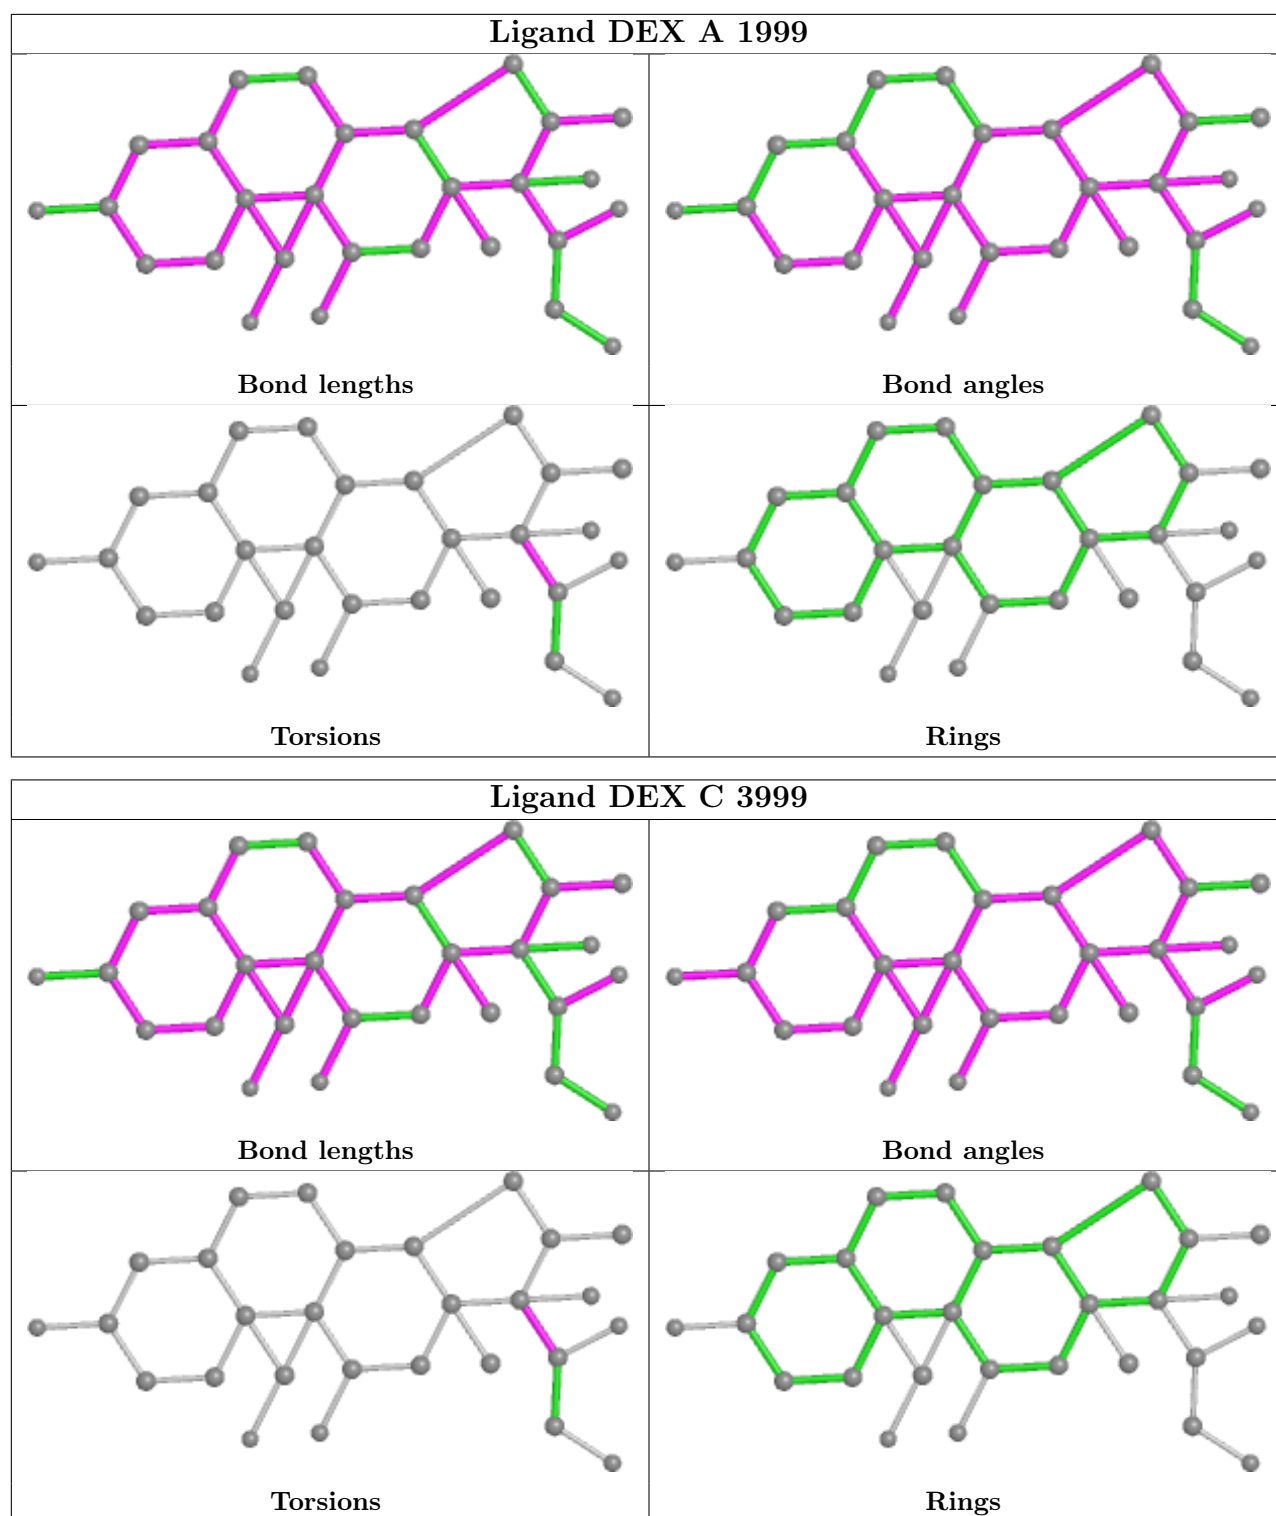 Ligand DEX A 1999
Bond lengths
Bond angles
Torsions
Rings
Ligand DEX C 3999
Bond lengths
Bond angles
Torsions
Rings